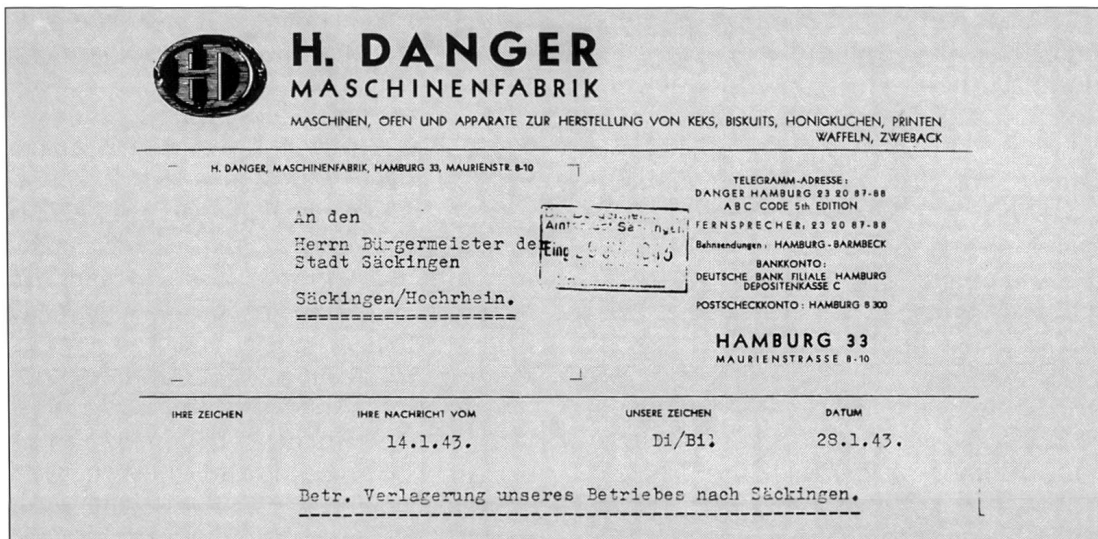 HD
H. DANGER
MASCHINENFABRIK
MASCHINEN, ÖFEN UND APPARATE ZUR HERSTELLUNG VON KEKS, BISKUITS, HONIGKUCHEN, PRINTEN
WAFFELN, ZWIEBACK
H. DANGER, MASCHINENFABRIK, HAMBURG 33, MAURIENSTR. 8-10
An den
Herrn Bürgermeister der
Stadt Säckingen
Säckingen/Hochrhein.
Eing
TELEGRAMM-ADRESSE:
DANGER HAMBURG 23 20 87-88
ABC CODE 5th EDITION
FERNSPRECHER: 23 20 87-88
Bahnsendungen: HAMBURG-BARMBECK
BANKKONTO:
DEUTSCHE BANK FILIALE HAMBURG
DEPOSITENKASSE C
POSTSCHECKKONTO: HAMBURG 8 300
HAMBURG 33
MAURIENSTRASSE 8-10
IHRE ZEICHEN IHRE NACHRICHT VOM UNSERE ZEICHEN DATUM
14.1.43. Di/Bil 28.1.43.
Betr. Verlagerung unseres Betriebes nach Säckingen.